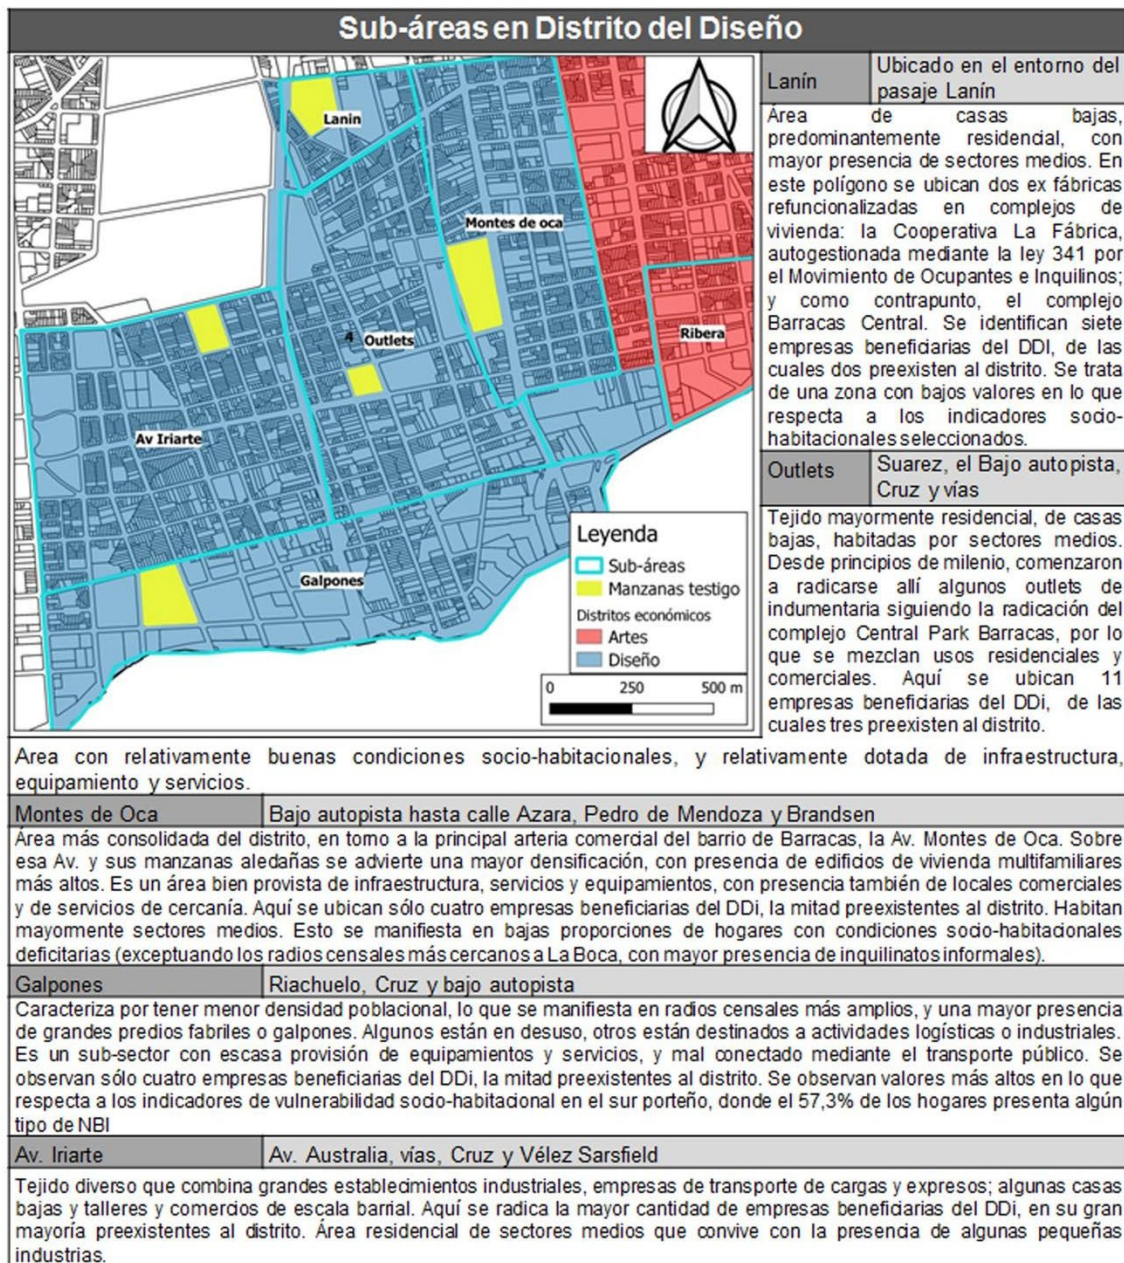 Sub-áreas en Distrito del Diseño
Lanin
Montes de oca
Ribera
4 Outlets
Av Iriarte
Galpones
Leyenda
Sub-áreas
Manzanas testigo
Distritos económicos
Artes
Diseño
0 250 500 m
Lanín
Ubicado en el entorno del
pasaje Lanín
Área de casas bajas,
predominantemente residencial, con
mayor presencia de sectores medios. En
este polígono se ubican dos ex fábricas
refuncionalizadas en complejos de
vivienda: la Cooperativa La Fábrica,
autogestionada mediante la ley 341 por
el Movimiento de Ocupantes e Inquilinos;
y como contrapunto, el complejo
Barracas Central. Se identifican siete
empresas beneficiarias del DDI, de las
cuales dos preexisten al distrito. Se trata
de una zona con bajos valores en lo que
respecta a los indicadores socio-
habitacionales seleccionados.
Outlets
Suarez, el Bajo autopista,
Cruz y vías
Tejido mayormente residencial, de casas
bajas, habitadas por sectores medios.
Desde principios de milenio, comenzaron
a radicarse allí algunos outlets de
indumentaria siguiendo la radicación del
complejo Central Park Barracas, por lo
que se mezclan usos residenciales y
comerciales. Aquí se ubican 11
empresas beneficiarias del DDi, de las
cuales tres preexisten al distrito.
Area con relativamente buenas condiciones socio-habitacionales, y relativamente dotada de infraestructura,
equipamiento y servicios.
Montes de Oca
Bajo autopista hasta calle Azara, Pedro de Mendoza y Brandsen
Área más consolidada del distrito, en torno a la principal arteria comercial del barrio de Barracas, la Av. Montes de Oca. Sobre
esa Av. y sus manzanas aledañas se advierte una mayor densificación, con presencia de edificios de vivienda multifamiliares
más altos. Es un área bien provista de infraestructura, servicios y equipamientos, con presencia también de locales comerciales
y de servicios de cercanía. Aquí se ubican sólo cuatro empresas beneficiarias del DDi, la mitad preexistentes al distrito. Habitan
mayormente sectores medios. Esto se manifiesta en bajas proporciones de hogares con condiciones socio-habitacionales
deficitarias (exceptuando los radios censales más cercanos a La Boca, con mayor presencia de inquilinatos informales).
Galpones
Riachuelo, Cruz y bajo autopista
Caracteriza por tener menor densidad poblacional, lo que se manifiesta en radios censales más amplios, y una mayor presencia
de grandes predios fabriles o galpones. Algunos están en desuso, otros están destinados a actividades logísticas o industriales.
Es un sub-sector con escasa provisión de equipamientos y servicios, y mal conectado mediante el transporte público. Se
observan sólo cuatro empresas beneficiarias del DDi, la mitad preexistentes al distrito. Se observan valores más altos en lo que
respecta a los indicadores de vulnerabilidad socio-habitacional en el sur porteño, donde el 57,3% de los hogares presenta algún
tipo de NBI
Av. Iriarte
Av. Australia, vías, Cruz y Vélez Sarsfield
Tejido diverso que combina grandes establecimientos industriales, empresas de transporte de cargas y expresos; algunas casas
bajas y talleres y comercios de escala barrial. Aquí se radica la mayor cantidad de empresas beneficiarias del DDi, en su gran
mayoría preexistentes al distrito. Área residencial de sectores medios que convive con la presencia de algunas pequeñas
industrias.